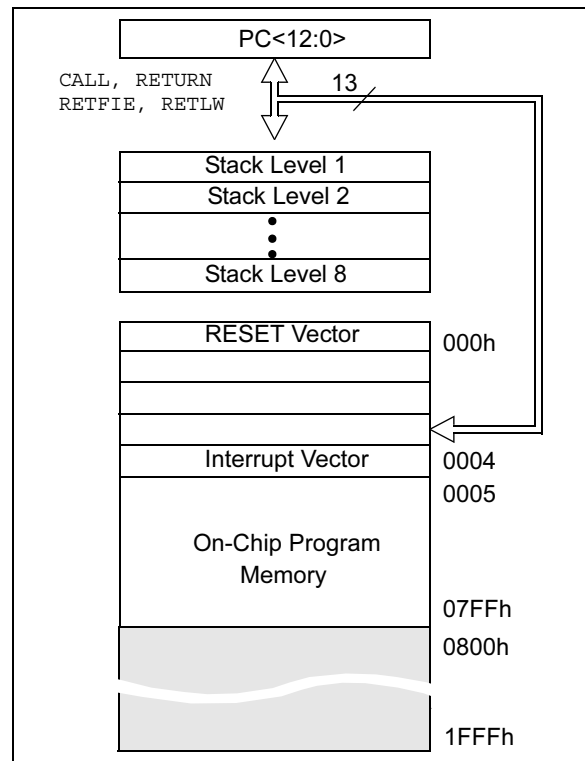 PC<12:0>
CALL, RETURN
RETFIE, RETLW
13
Stack Level 1
Stack Level 2
Stack Level 8
RESET Vector
000h
Interrupt Vector
0004
0005
On-Chip Program
Memory
07FFh
0800h
1FFFh